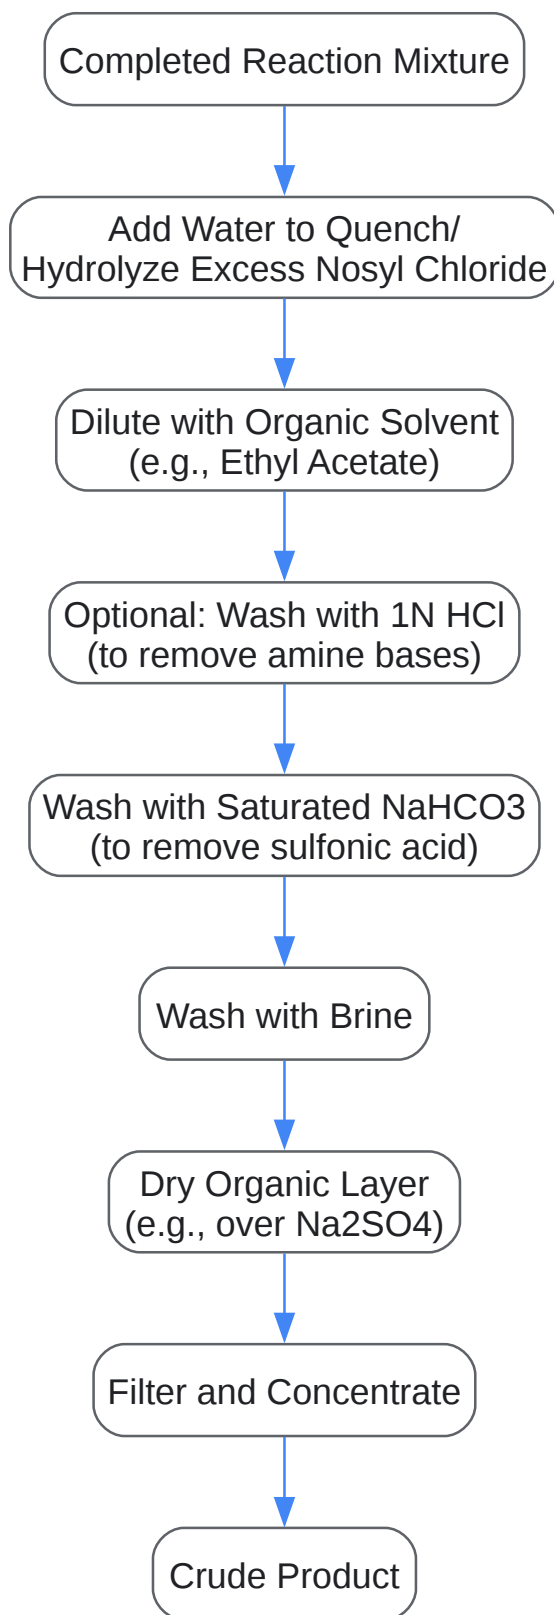 Completed Reaction Mixture
Add Water to Quench/
Hydrolyze Excess Nosyl Chloride
Dilute with Organic Solvent
(e.g., Ethyl Acetate)
Optional: Wash with 1N HCl
(to remove amine bases)
Wash with Saturated NaHCO3
(to remove sulfonic acid)
Wash with Brine
Dry Organic Layer
(e.g., over Na2SO4)
Filter and Concentrate
Crude Product